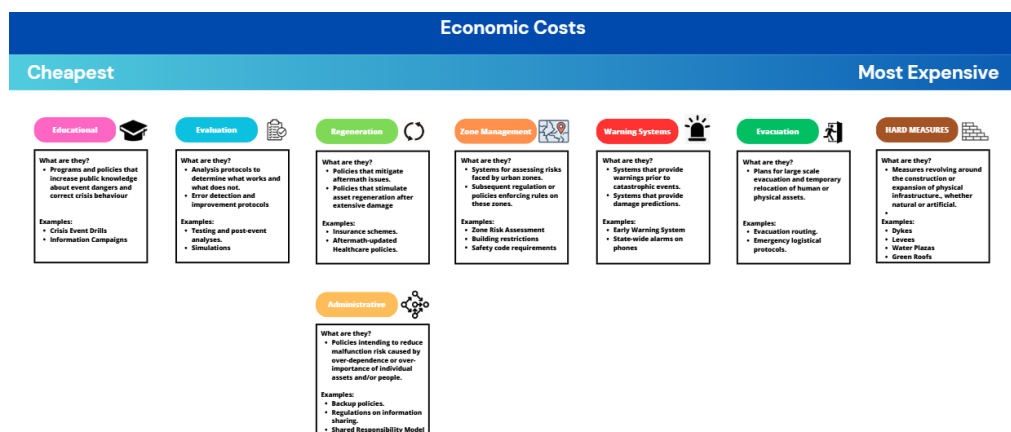 Economic Costs
Cheapest
Most Expensive
Educational
What are they?
• Programs and policies that
increase public knowledge
about event dangers and
correct crisis behaviour
Examples:
• Crisis Event Drills
• Information Campaigns
Evaluation
What are they?
• Analysis protocols to
determine what works and
what does not.
• Error detection and
improvement protocols
Examples:
• Testing and post-event
analyses.
• Simulations
Regeneration
What are they?
• Policies that mitigate
aftermath issues.
• Policies that stimulate
asset regeneration after
extensive damage
Examples:
• Insurance schemes.
• Aftermath-updated
Healthcare policies.
Zone Management
What are they?
• Systems for assessing risks
faced by urban zones.
• Subsequent regulation or
policies enforcing rules on
these zones.
Examples:
• Zone Risk Assessment
• Building restrictions
• Safety code requirements
Warning Systems
What are they?
• Systems that provide
warnings prior to
catastrophic events.
• Systems that provide
damage predictions.
Examples:
• Early Warning System
• State-wide alarms on
phones
Evacuation
What are they?
• Plans for large scale
evacuation and temporary
relocation of human or
physical assets.
Examples:
• Evacuation routing.
• Emergency logistical
protocols.
HARD MEASURES
What are they?
• Measures revolving around
the construction or
expansion of physical
infrastructure., whether
natural or artificial.
•
Examples:
• Dykes
• Levees
• Water Plazas
• Green Roofs
Administrative
What are they?
• Policies intending to reduce
malfunction risk caused by
over-dependence or over-
importance of individual
assets and/or people.
Examples:
• Backup policies.
• Regulations on information
sharing.
• Shared Responsibility Model